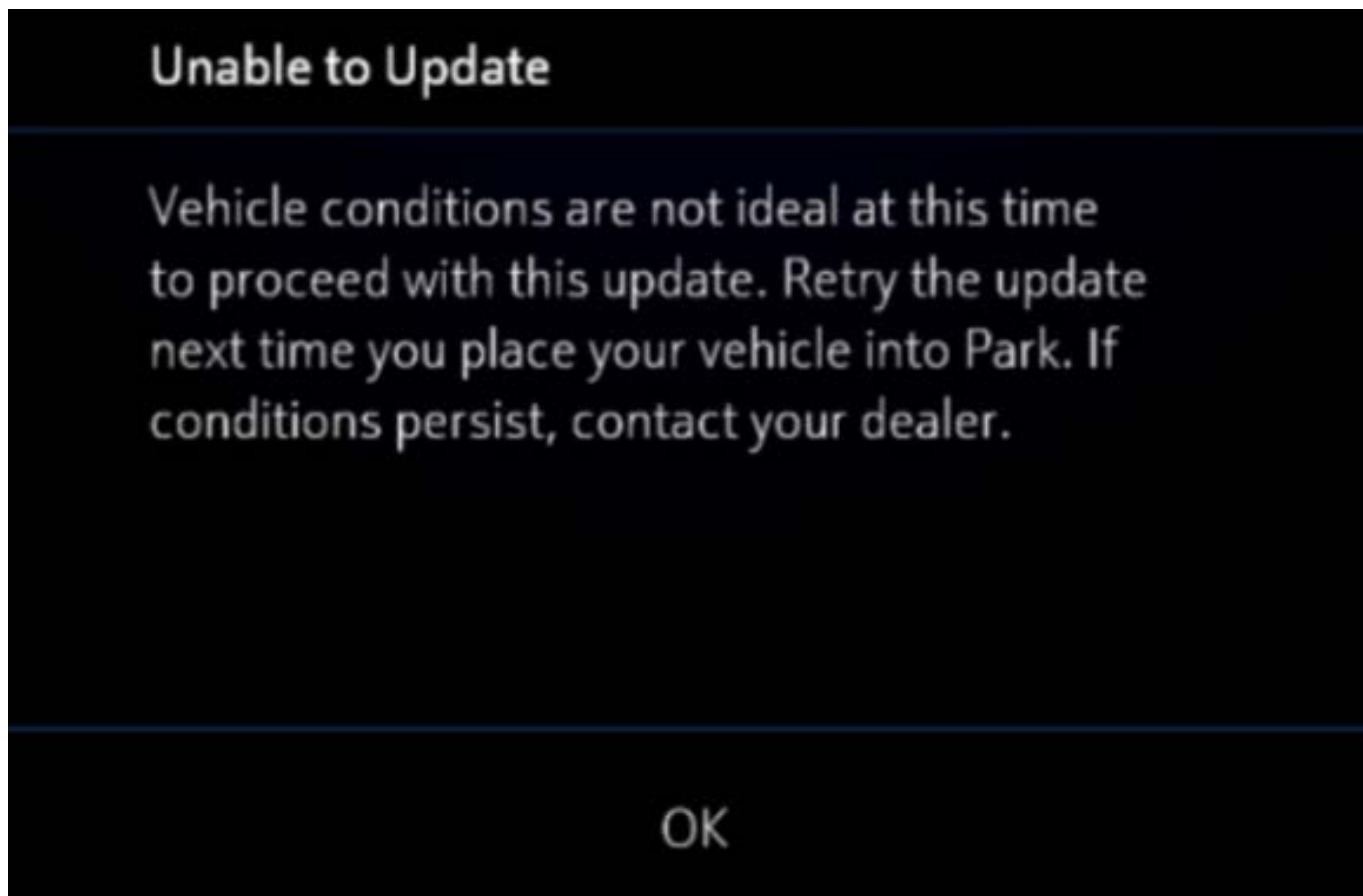 Unable to Update
Vehicle conditions are not ideal at this time
to proceed with this update. Retry the update
next time you place your vehicle into Park. If
conditions persist, contact your dealer.
OK